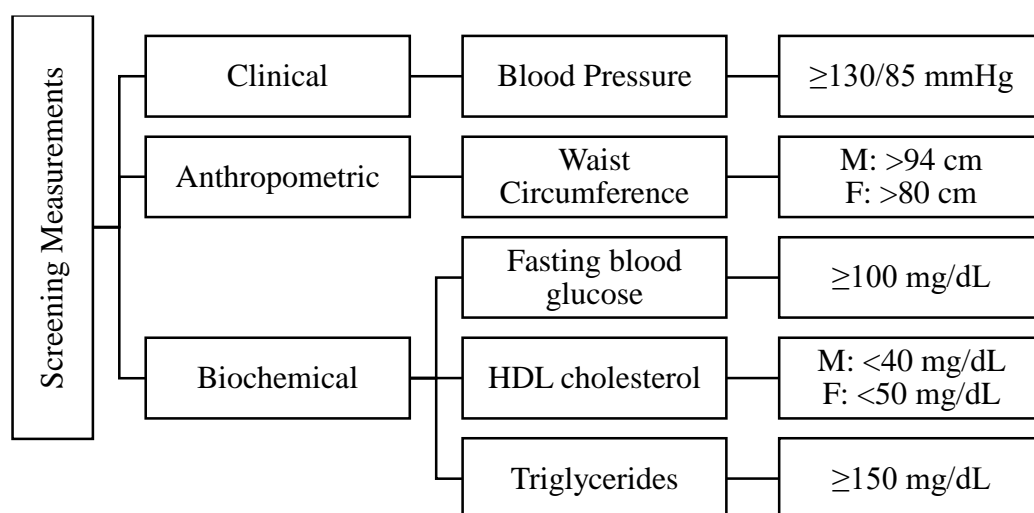 Screening Measurements
Clinical
Blood Pressure
≥130/85 mmHg
Anthropometric
Waist
Circumference
M: >94 cm
F: >80 cm
Biochemical
Fasting blood
glucose
≥100 mg/dL
HDL cholesterol
M: <40 mg/dL
F: <50 mg/dL
Triglycerides
≥150 mg/dL